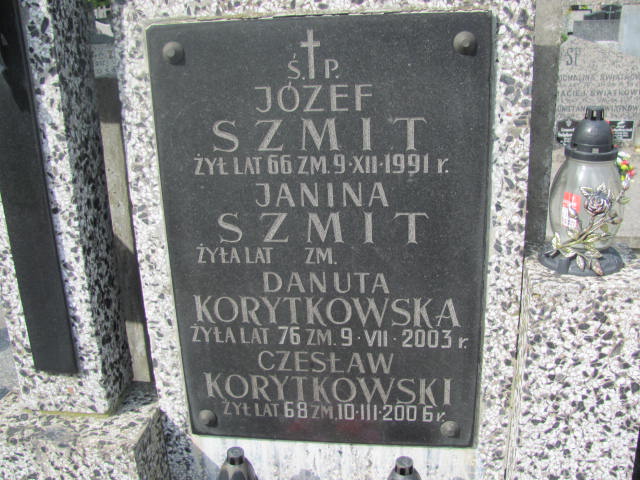 Ś. P.
JÓZEF
SZMIT
ŻYŁ LAT 66 ZM. 9·XII·1991 r.
JANINA
SZMIT
ŻYŁA LAT ZM.
DANUTA
KORYTKOWSKA
ŻYŁA LAT 76 ZM. 9·VII·2003 r.
CZESŁAW
KORYTKOWSKI
ŻYŁ LAT 68 ZM. 10·III·2006 r.
ŚP